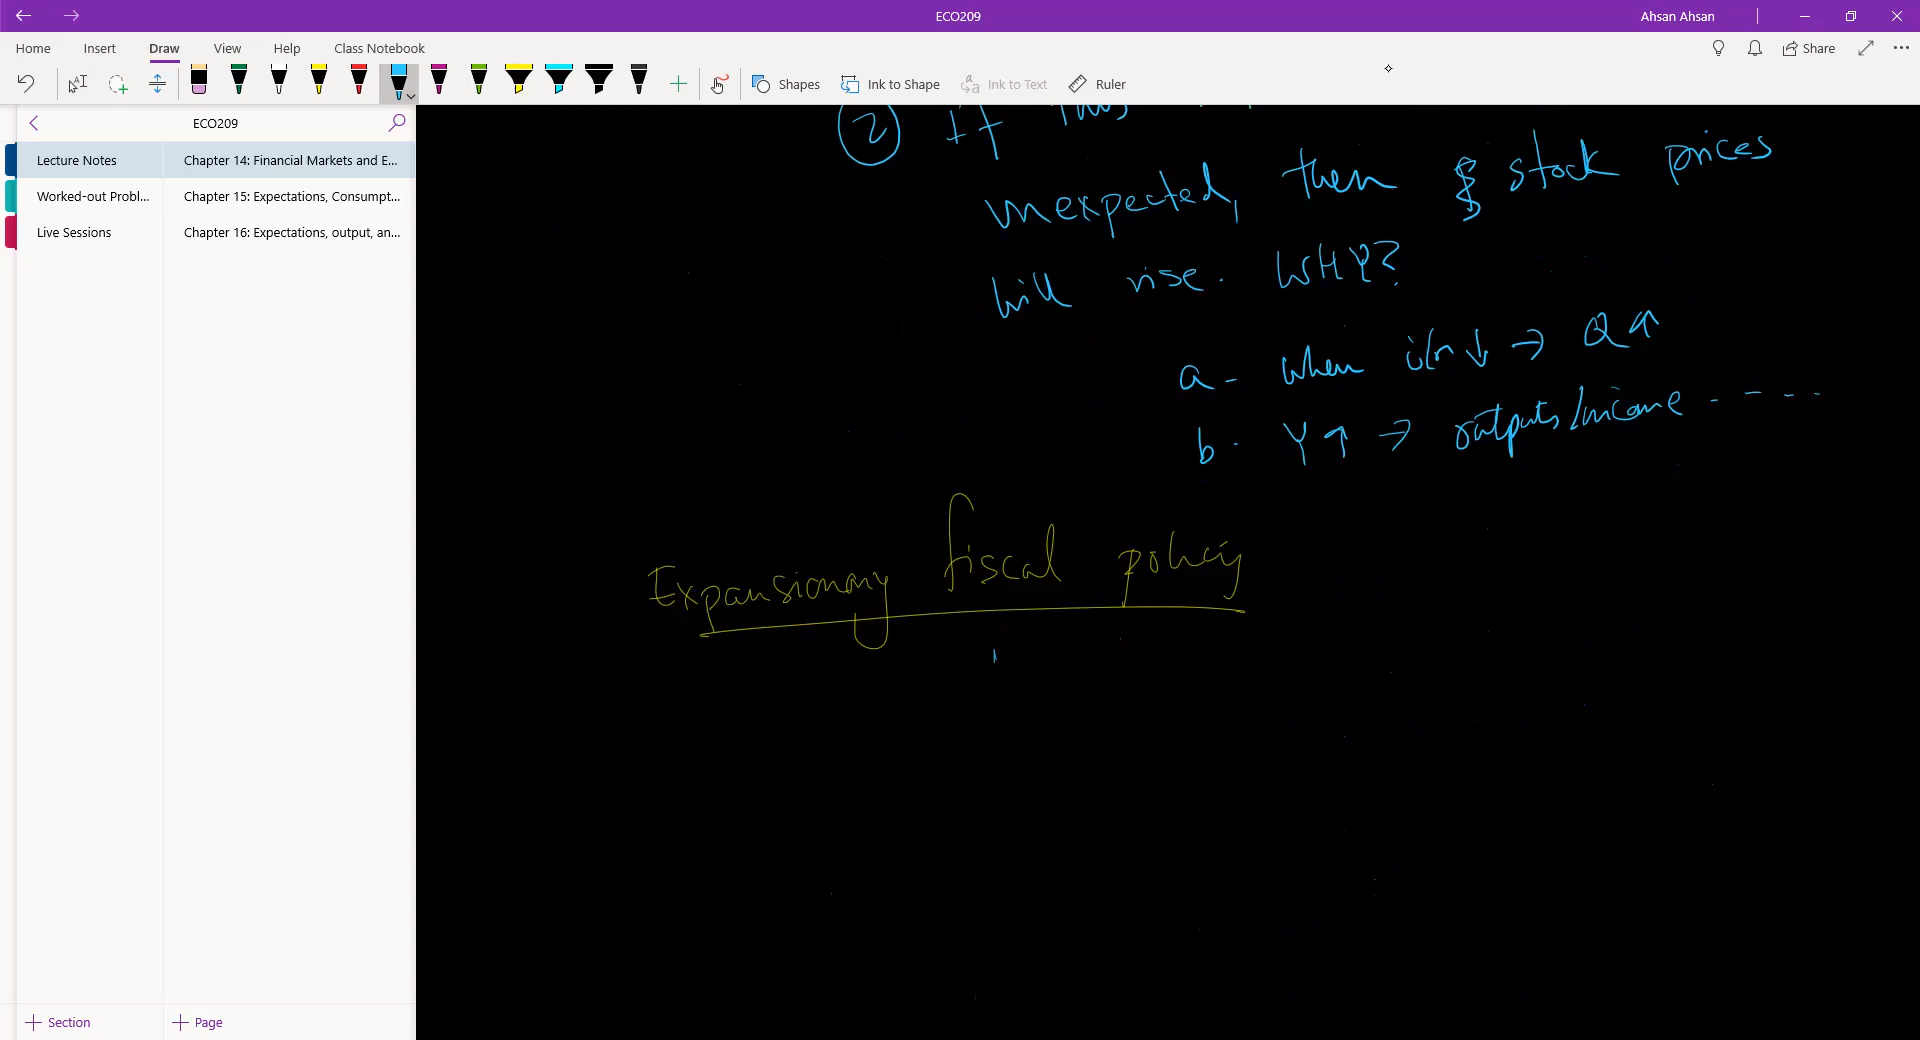 ECO209
Ahsan Ahsan
Home Insert Draw View Help Class Notebook
Share
Shapes
Ink to Shape
Ink to Text
Ruler
ECO209
Lecture Notes
Worked-out Probl...
Live Sessions
Chapter 14: Financial Markets and E...
Chapter 15: Expectations, Consumpt...
Chapter 16: Expectations, output, an...
② If this
unexpected, then stock prices
will rise. WHY?
a - when i/r ↓ → Q ↑
b. Y ↑ → outputs/income - - - - -
Expansionary fiscal policy
Section
Page